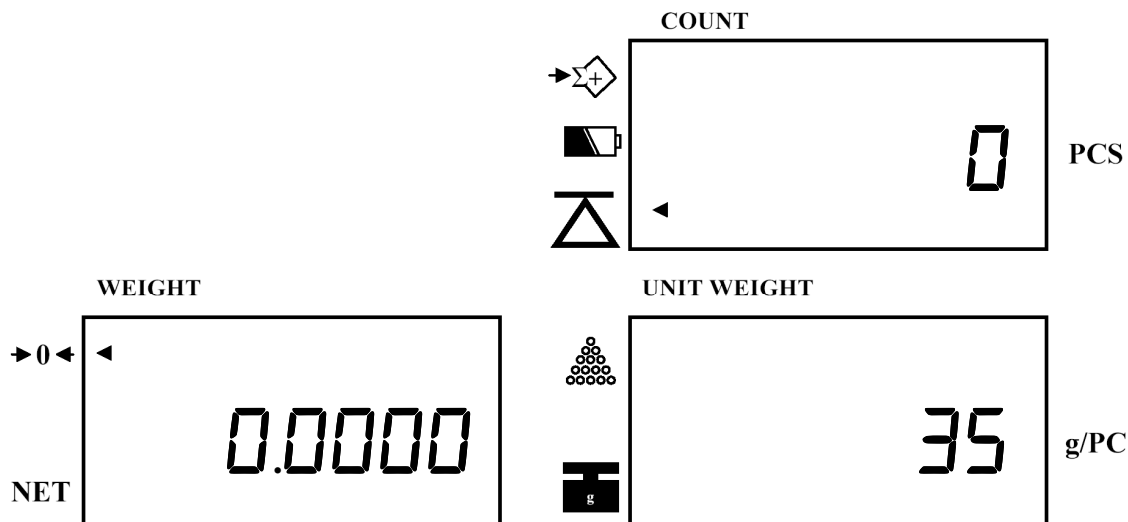 COUNT
Σ+
0
PCS
WEIGHT
UNIT WEIGHT
0
0.0000
35
g/PC
NET
g